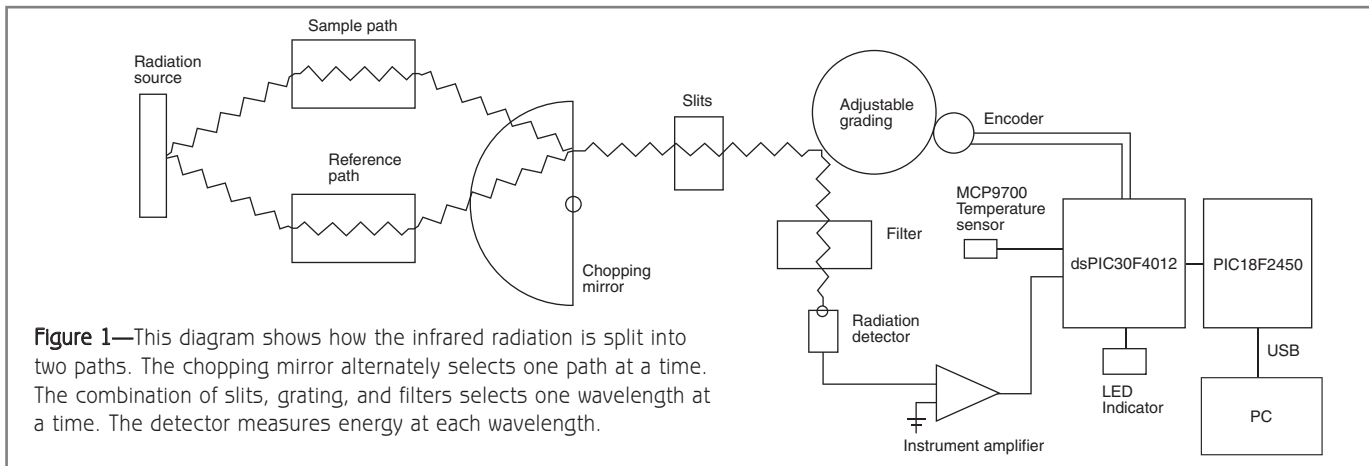 Sample path
Radiation
source
Reference
path
Chopping
mirror
Slits
Adjustable
grading
Encoder
Filter
Radiation
detector
Instrument amplifier
MCP9700
Temperature
sensor
dsPIC30F4012
PIC18F2450
LED
Indicator
USB
PC
Figure 1—This diagram shows how the infrared radiation is split into
two paths. The chopping mirror alternately selects one path at a time.
The combination of slits, grating, and filters selects one wavelength at
a time. The detector measures energy at each wavelength.